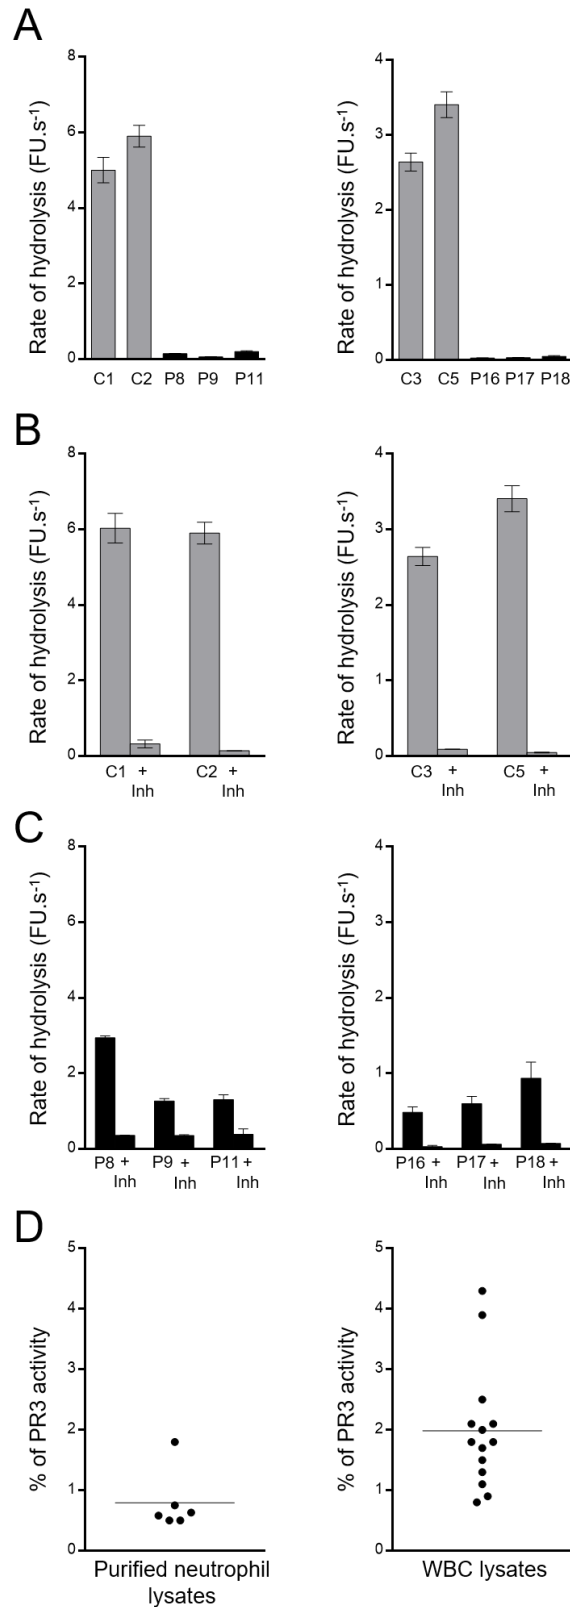 A
Rate of hydrolysis (FU.s-1)
8
6
4
2
0
C1 C2 P8 P9 P11
Rate of hydrolysis (FU.s-1)
4
3
2
1
0
C3 C5 P16 P17 P18
B
Rate of hydrolysis (FU.s-1)
8
6
4
2
0
C1 + C2 +
Inh Inh
Rate of hydrolysis (FU.s-1)
4
3
2
1
0
C3 + C5 +
Inh Inh
C
Rate of hydrolysis (FU.s-1)
8
6
4
2
0
P8 + P9 + P11 +
Inh Inh Inh
Rate of hydrolysis (FU.s-1)
4
3
2
1
0
P16 + P17 + P18 +
Inh Inh Inh
D
% of PR3 activity
5
4
3
2
1
0
Purified neutrophil
lysates
% of PR3 activity
5
4
3
2
1
0
WBC lysates